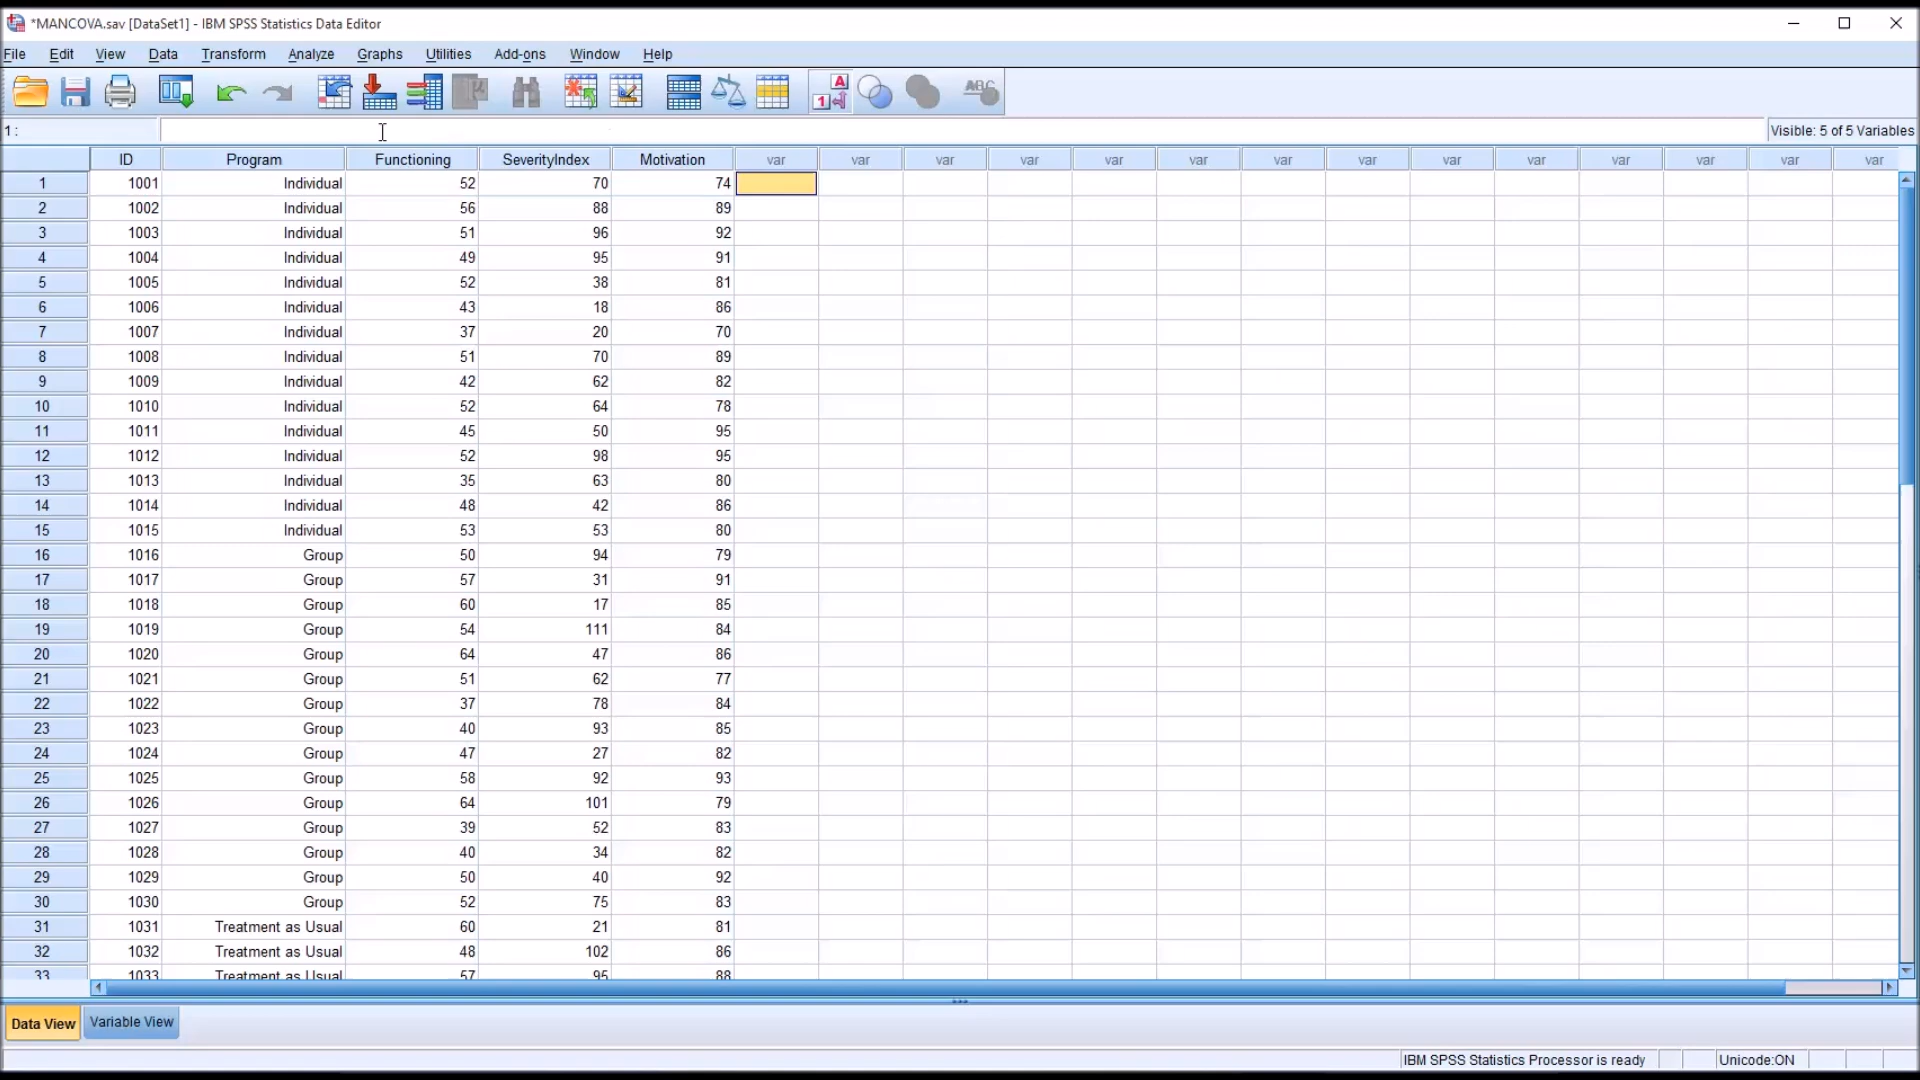 *MANCOVA.sav [DataSet1] - IBM SPSS Statistics Data Editor
File Edit View Data Transform Analyze Graphs Utilities Add-ons Window Help
1 :
Visible: 5 of 5 Variables
ID Program Functioning SeverityIndex Motivation var var var var var var var var var var var var var var
1 1001 Individual 52 70 74
2 1002 Individual 56 88 89
3 1003 Individual 51 96 92
4 1004 Individual 49 95 91
5 1005 Individual 52 38 81
6 1006 Individual 43 18 86
7 1007 Individual 37 20 70
8 1008 Individual 51 70 89
9 1009 Individual 42 62 82
10 1010 Individual 52 64 78
11 1011 Individual 45 50 95
12 1012 Individual 52 98 95
13 1013 Individual 35 63 80
14 1014 Individual 48 42 86
15 1015 Individual 53 53 80
16 1016 Group 50 94 79
17 1017 Group 57 31 91
18 1018 Group 60 17 85
19 1019 Group 54 111 84
20 1020 Group 64 47 86
21 1021 Group 51 62 77
22 1022 Group 37 78 84
23 1023 Group 40 93 85
24 1024 Group 47 27 82
25 1025 Group 58 92 93
26 1026 Group 64 101 79
27 1027 Group 39 52 83
28 1028 Group 40 34 82
29 1029 Group 50 40 92
30 1030 Group 52 75 83
31 1031 Treatment as Usual 60 21 81
32 1032 Treatment as Usual 48 102 86
33 1033 Treatment as Usual 57 95 88
Data View Variable View
IBM SPSS Statistics Processor is ready Unicode:ON